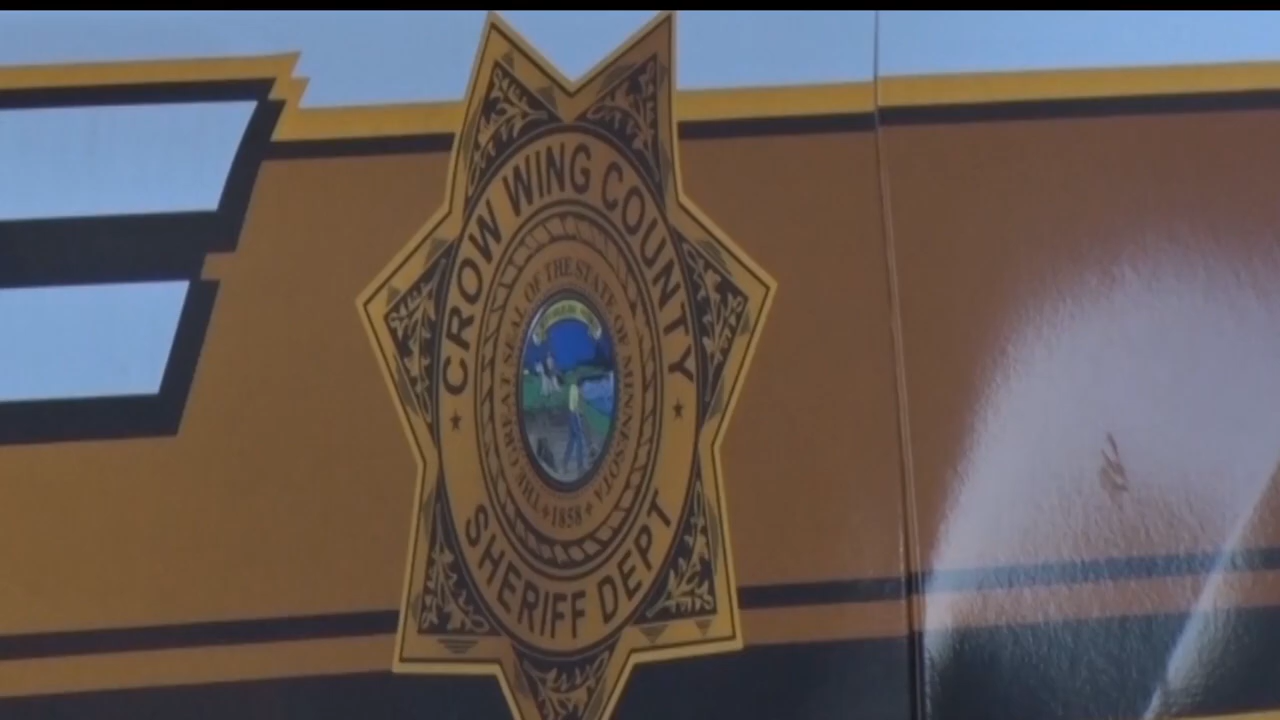 CROW WING COUNTY
THE GREAT SEAL OF THE STATE OF MINNESOTA
1858
SHERIFF DEPT